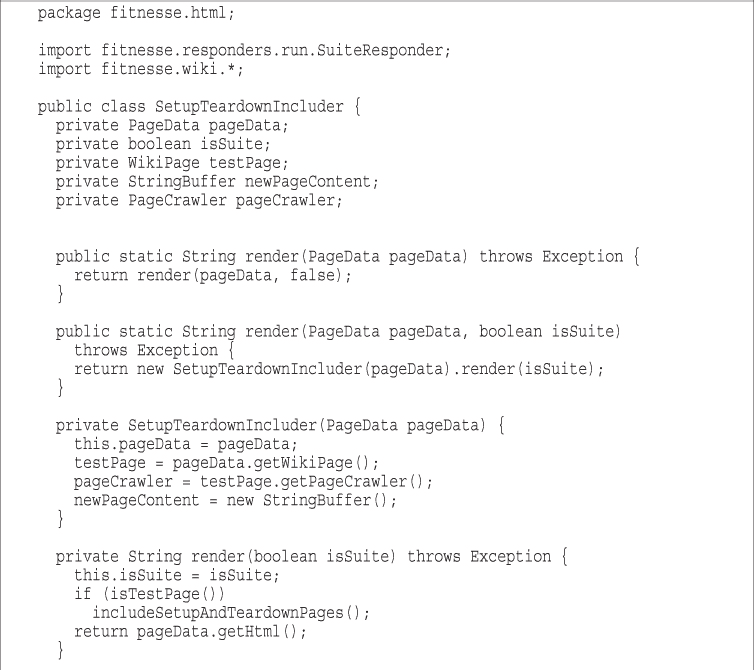 package fitnesse.html;
import fitnesse.responders.run.SuiteResponder;
import fitnesse.wiki.*;
public class SetupTeardownIncluder {
  private PageData pageData;
  private boolean isSuite;
  private WikiPage testPage;
  private StringBuffer newPageContent;
  private PageCrawler pageCrawler;
  public static String render(PageData pageData) throws Exception {
    return render(pageData, false);
  }
  public static String render(PageData pageData, boolean isSuite)
    throws Exception {
    return new SetupTeardownIncluder(pageData).render(isSuite);
  }
  private SetupTeardownIncluder(PageData pageData) {
    this.pageData = pageData;
    testPage = pageData.getWikiPage();
    pageCrawler = testPage.getPageCrawler();
    newPageContent = new StringBuffer();
  }
  private String render(boolean isSuite) throws Exception {
    this.isSuite = isSuite;
    if (isTestPage())
      includeSetupAndTeardownPages();
    return pageData.getHtml();
  }